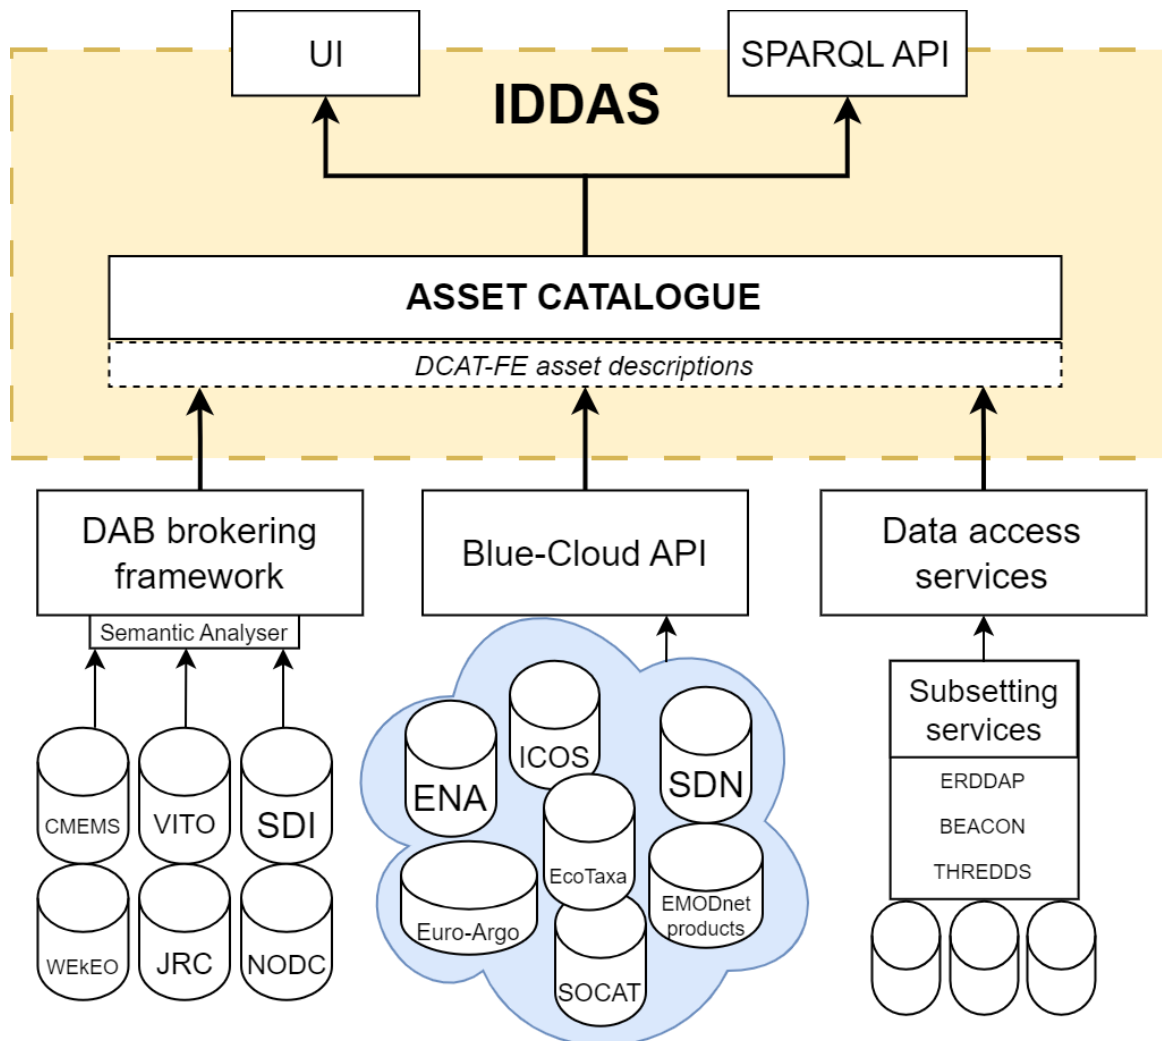 UI
SPARQL API
IDDAS
ASSET CATALOGUE
DCAT-FE asset descriptions
DAB brokering
framework
Semantic Analyser
CMEMS
VITO
SDI
WEkEO
JRC
NODC
Blue-Cloud API
ENA
ICOS
SDN
EcoTaxa
Euro-Argo
EMODnet
products
SOCAT
Data access
services
Subsetting
services
ERDDAP
BEACON
THREDDS